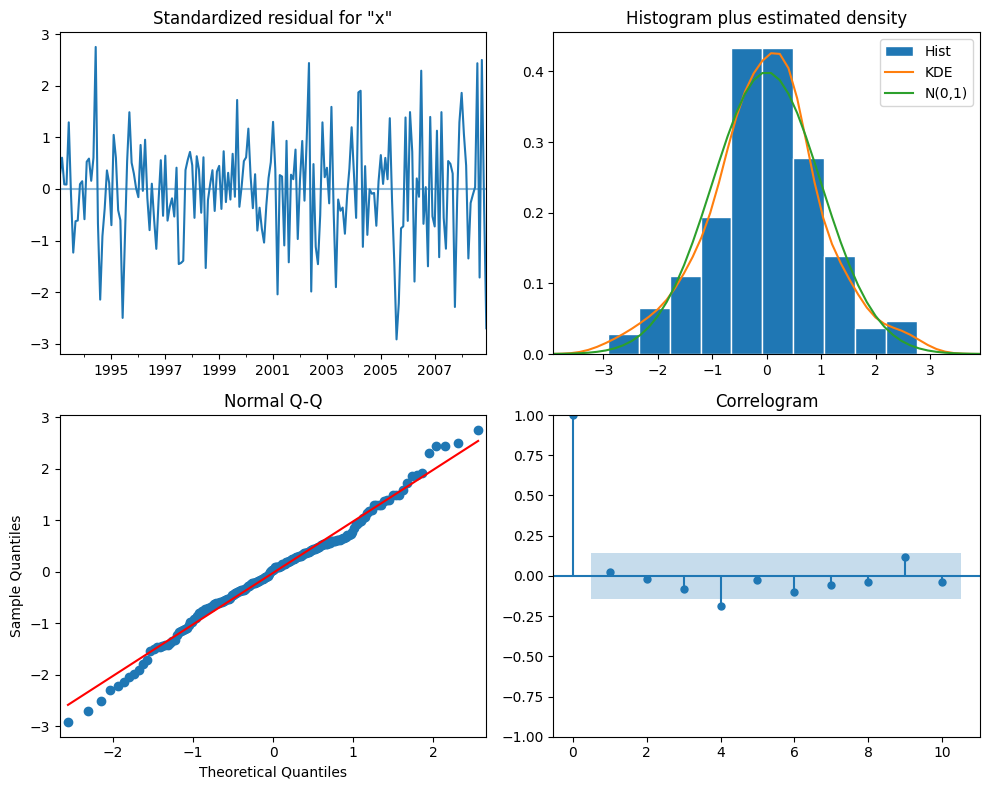 Standardized residual for "x"
3
2
1
0
−1
−2
−3
1995 1997 1999 2001 2003 2005 2007
Histogram plus estimated density
Hist
KDE
N(0,1)
0.4
0.3
0.2
0.1
0.0
−3 −2 −1 0 1 2 3
Normal Q-Q
Sample Quantiles
3
2
1
0
−1
−2
−3
−2 −1 0 1 2
Theoretical Quantiles
Correlogram
1.00
0.75
0.50
0.25
0.00
−0.25
−0.50
−0.75
−1.00
0 2 4 6 8 10